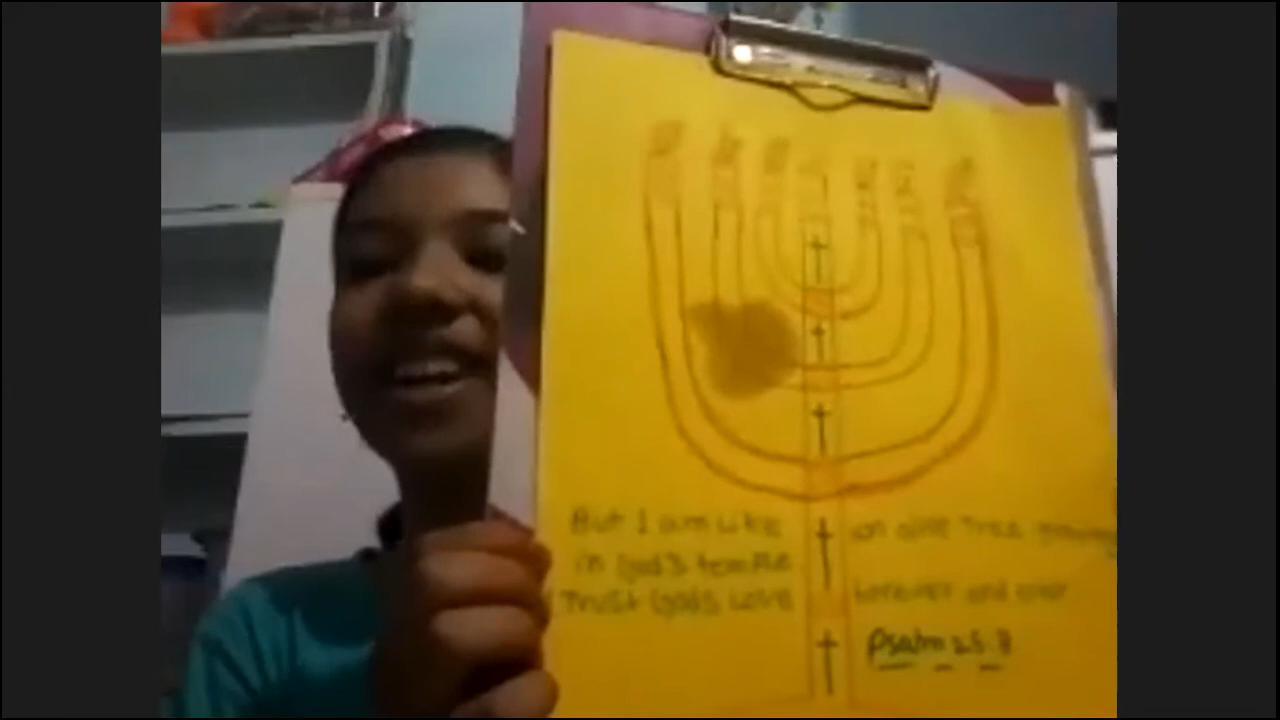 But I am Like an olive Tree growing
in god's temple
Trust god's Love forever and ever
Psalm